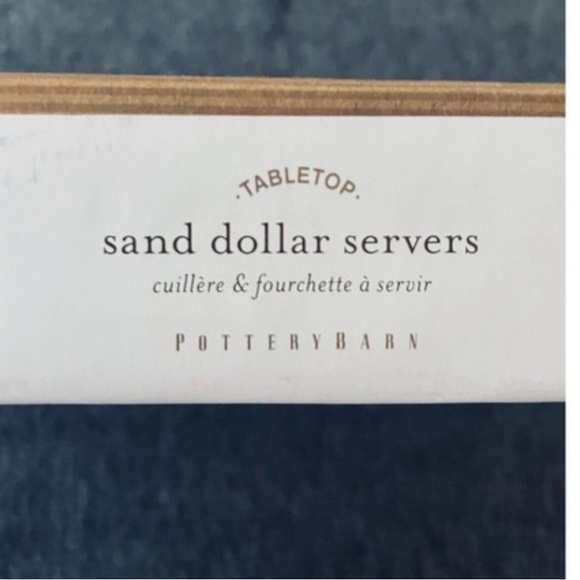 ·TABLETOP·
sand dollar servers
cuillère & fourchette à servir
POTTERYBARN